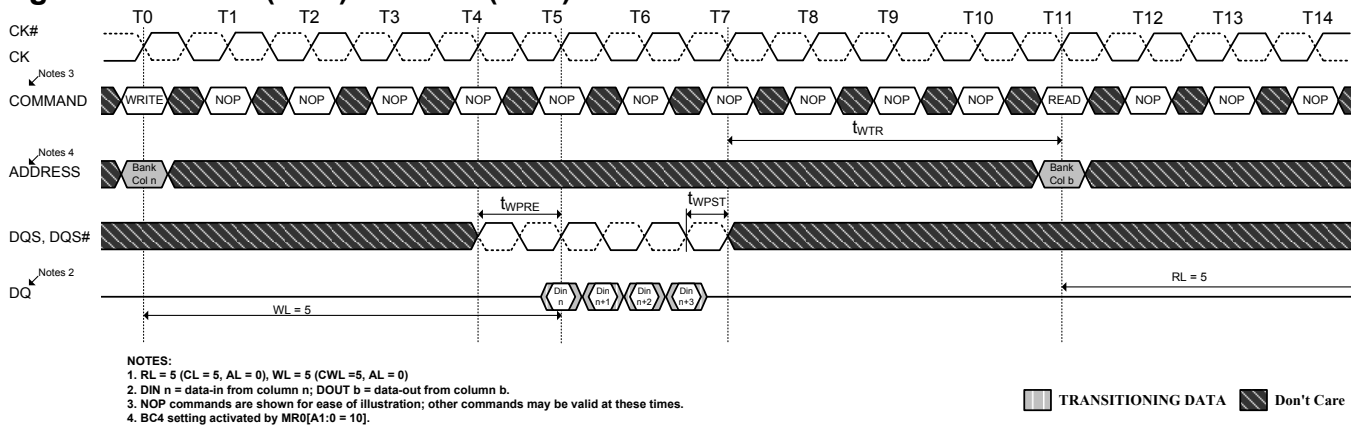 T0 T1 T2 T3 T4 T5 T6 T7 T8 T9 T10 T11 T12 T13 T14
CK#
CK
Notes 3
COMMAND WRITE NOP NOP NOP NOP NOP NOP NOP NOP NOP NOP READ NOP NOP NOP
tWTR
Notes 4
ADDRESS
Bank Bank
Col n Col b
tWPRE tWPST
DQS, DQS#
Notes 2
DQ
Din Din Din Din
n n+1 n+2 n+3
RL = 5
WL = 5
NOTES:
1. RL = 5 (CL = 5, AL = 0), WL = 5 (CWL =5, AL = 0)
2. DIN n = data-in from column n; DOUT b = data-out from column b.
3. NOP commands are shown for ease of illustration; other commands may be valid at these times.
4. BC4 setting activated by MR0[A1:0 = 10].
TRANSITIONING DATA Don't Care